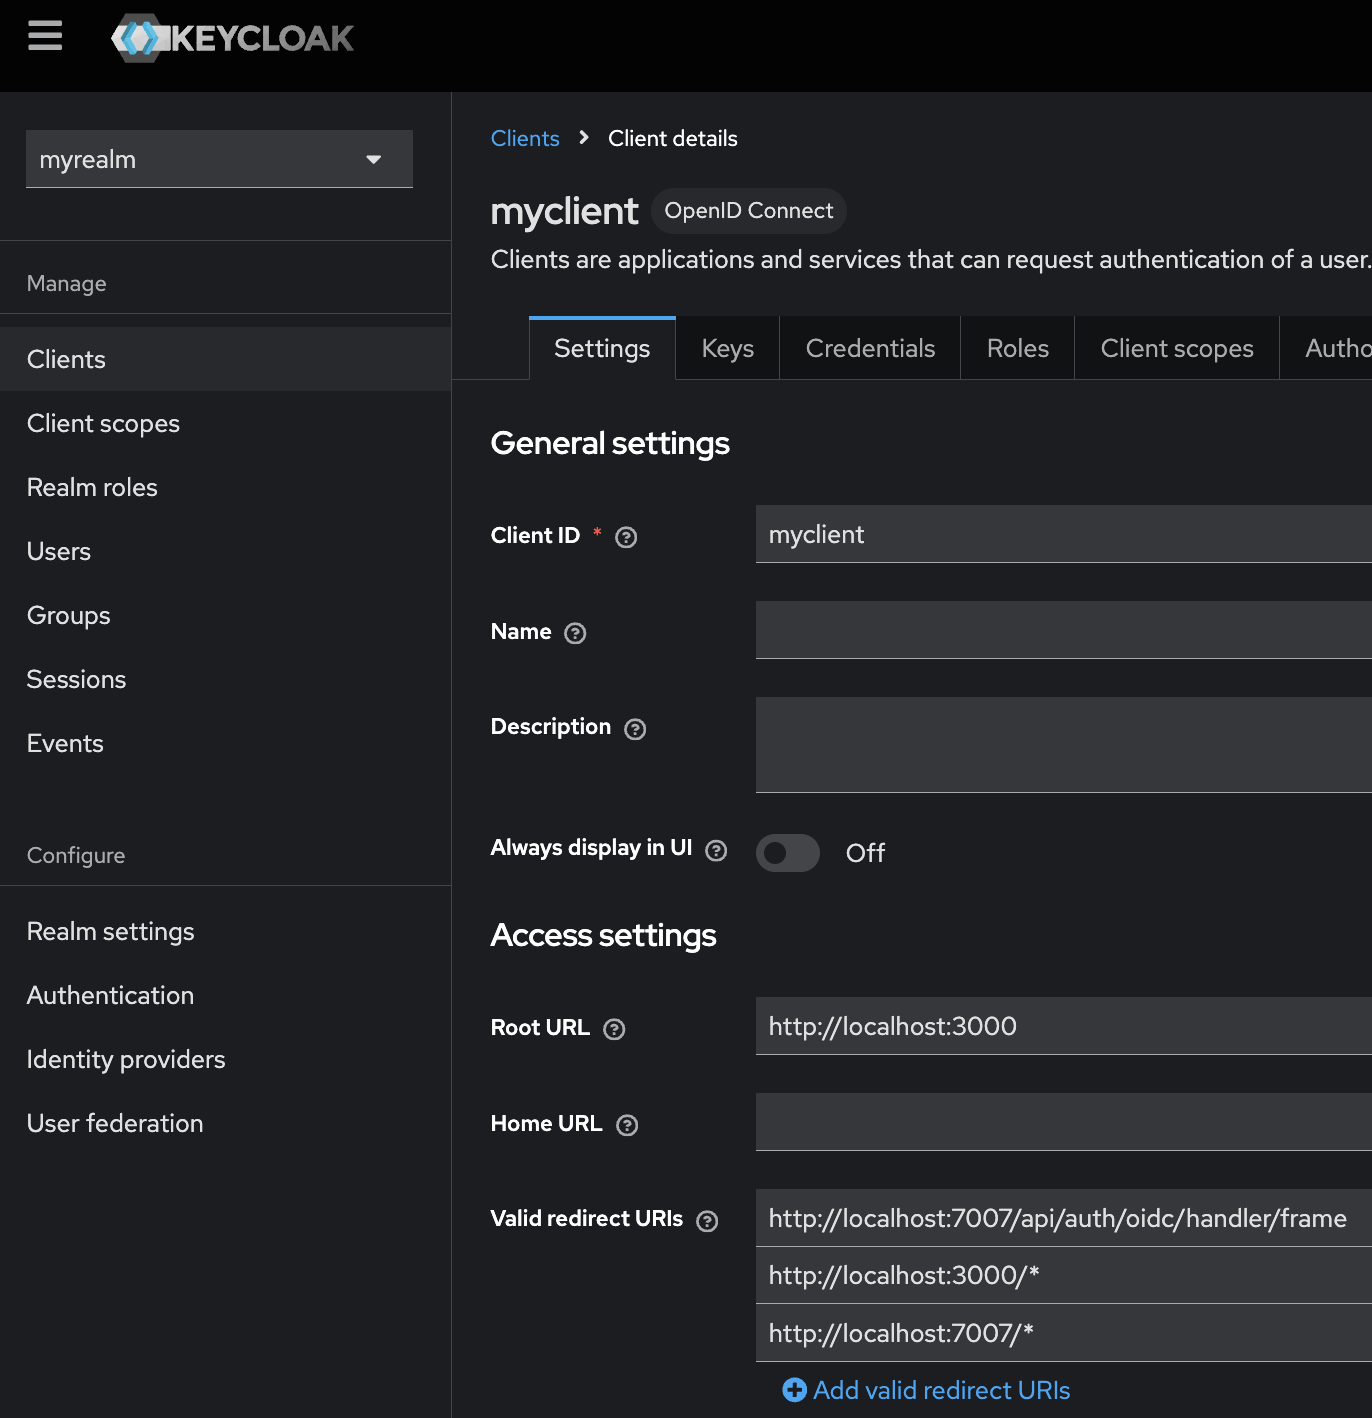 KEYCLOAK
myrealm
Manage
Clients
Client scopes
Realm roles
Users
Groups
Sessions
Events
Configure
Realm settings
Authentication
Identity providers
User federation
Clients > Client details
myclient OpenID Connect
Clients are applications and services that can request authentication of a user.
Settings Keys Credentials Roles Client scopes Autho
General settings
Client ID * myclient
Name
Description
Always display in UI Off
Access settings
Root URL http://localhost:3000
Home URL
Valid redirect URIs http://localhost:7007/api/auth/oidc/handler/frame
http://localhost:3000/*
http://localhost:7007/*
Add valid redirect URIs